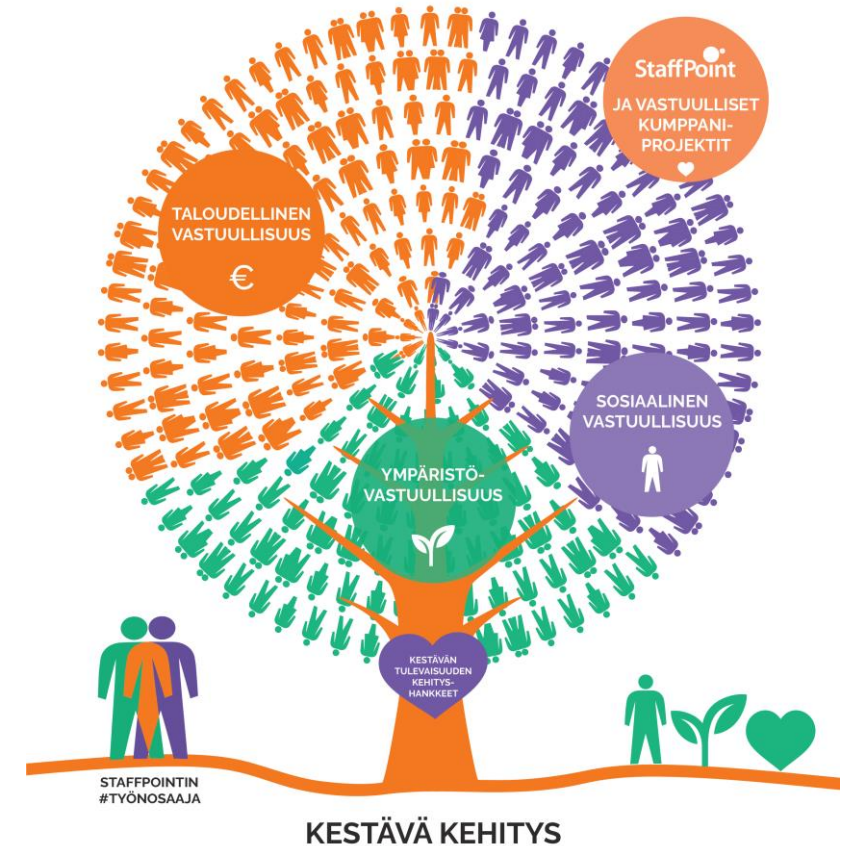 StaffPoint
JA VASTUULLISET
KUMPPANI-
PROJEKTIT
TALOUDELLINEN
VASTUULLISUUS
€
SOSIAALINEN
VASTUULLISUUS
YMPÄRISTÖ-
VASTUULLISUUS
KESTÄVÄN
TULEVAISUUDEN
KEHITYS-
HANKKEET
STAFFPOINTIN
#TYÖNOSAAJA
KESTÄVÄ KEHITYS